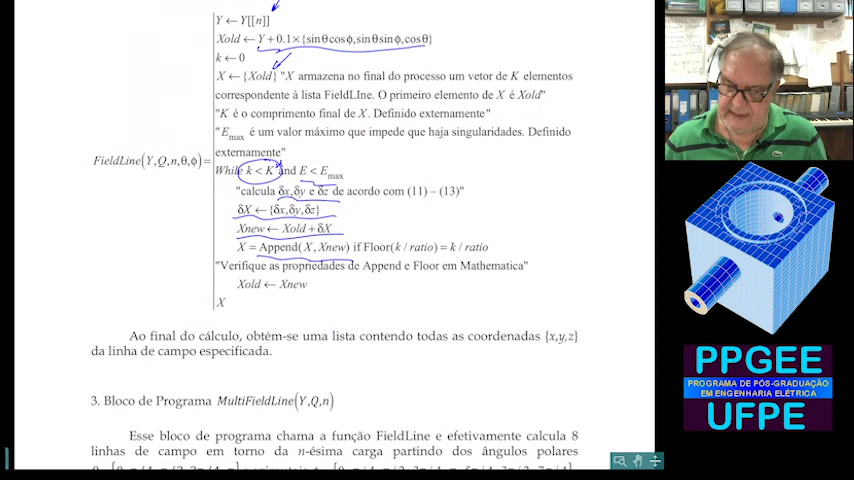 Y ← Y[[n]]
Xold ← Y + 0.1×{sinθcosϕ,sinθsinϕ,cosθ}
k ← 0
X ← {Xold} "X armazena no final do processo um vetor de K elementos
correspondente à lista FieldLIne. O primeiro elemento de X é Xold"
"K é o comprimento final de X. Definido externamente"
"Emax é um valor máximo que impede que haja singularidades. Definido
externamente"
FieldLine(Y,Q,n,θ,ϕ)=
While k < K and E < Emax
"calcula δx,δy e δz de acordo com (11) – (13)"
δX ← {δx,δy,δz}
Xnew ← Xold + δX
X = Append(X, Xnew) if Floor(k / ratio) = k / ratio
"Verifique as propriedades de Append e Floor em Mathematica"
Xold ← Xnew
X
Ao final do cálculo, obtém-se uma lista contendo todas as coordenadas {x,y,z}
da linha de campo especificada.
3. Bloco de Programa MultiFieldLine(Y,Q,n)
Esse bloco de programa chama a função FieldLine e efetivamente calcula 8
linhas de campo em torno da n-ésima carga partindo dos ângulos polares
PPGEE
PROGRAMA DE PÓS-GRADUAÇÃO
EM ENGENHARIA ELÉTRICA
UFPE